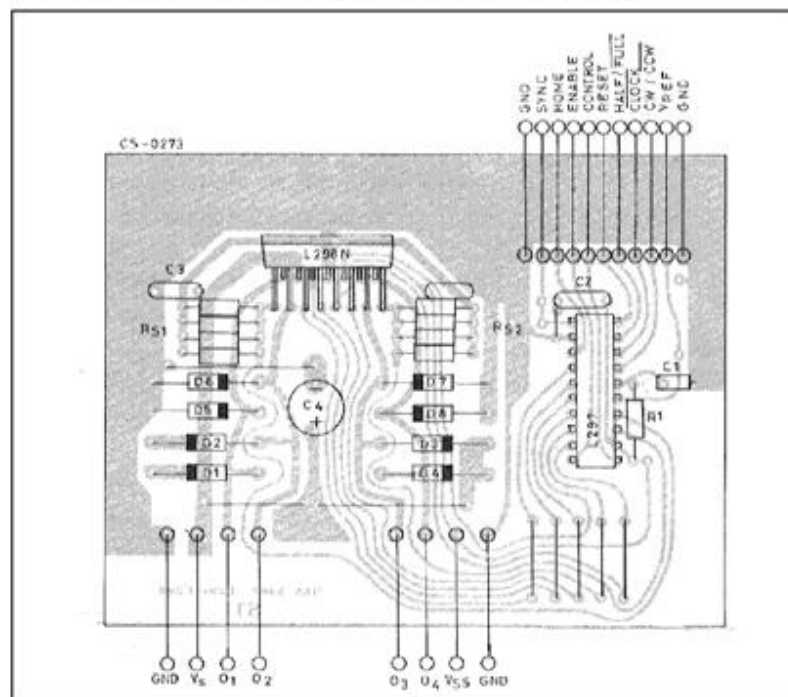 GND
SYNC
HOME
ENABLE
CONTROL
RESET
HALF/FULL
CLOCK
CW/CCW
VREF
GND
CS-0273
L298N
C3
C2
RS1
RS2
C1
D6
D7
C4
+
D5
D8
R1
L297
D2
D3
D1
D4
GND
Vs
O1
O2
O3
O4
VSS
GND